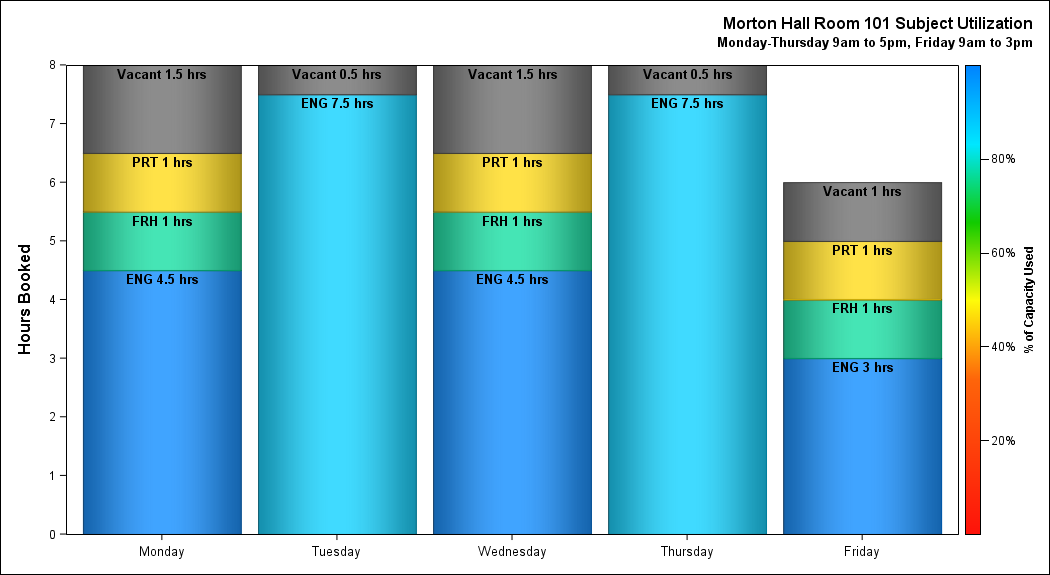 Morton Hall Room 101 Subject Utilization
Monday-Thursday 9am to 5pm, Friday 9am to 3pm
Hours Booked
8
7
6
5
4
3
2
1
0
Vacant 1.5 hrs
PRT 1 hrs
FRH 1 hrs
ENG 4.5 hrs
Vacant 0.5 hrs
ENG 7.5 hrs
Vacant 1.5 hrs
PRT 1 hrs
FRH 1 hrs
ENG 4.5 hrs
Vacant 0.5 hrs
ENG 7.5 hrs
Vacant 1 hrs
PRT 1 hrs
FRH 1 hrs
ENG 3 hrs
Monday
Tuesday
Wednesday
Thursday
Friday
80%
60%
40%
20%
% of Capacity Used